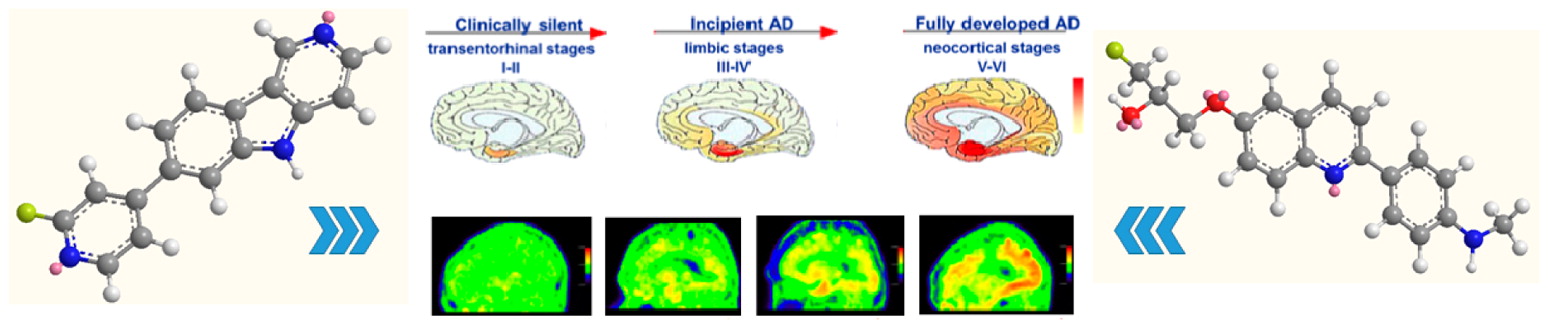 Clinically silent
transentorhinal stages
I-II
Incipient AD
limbic stages
III-IV'
Fully developed AD
neocortical stages
V-VI